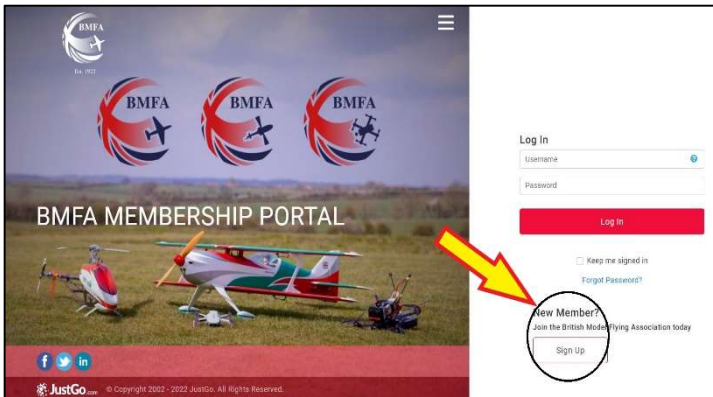 BMFA
Est. 1922
BMFA
BMFA
BMFA
BMFA MEMBERSHIP PORTAL
JustGo.com © Copyright 2002 - 2022 JustGo. All Rights Reserved.
Log In
Username
Password
Log In
Keep me signed in
Forgot Password?
New Member?
Join the British Model Flying Association today
Sign Up